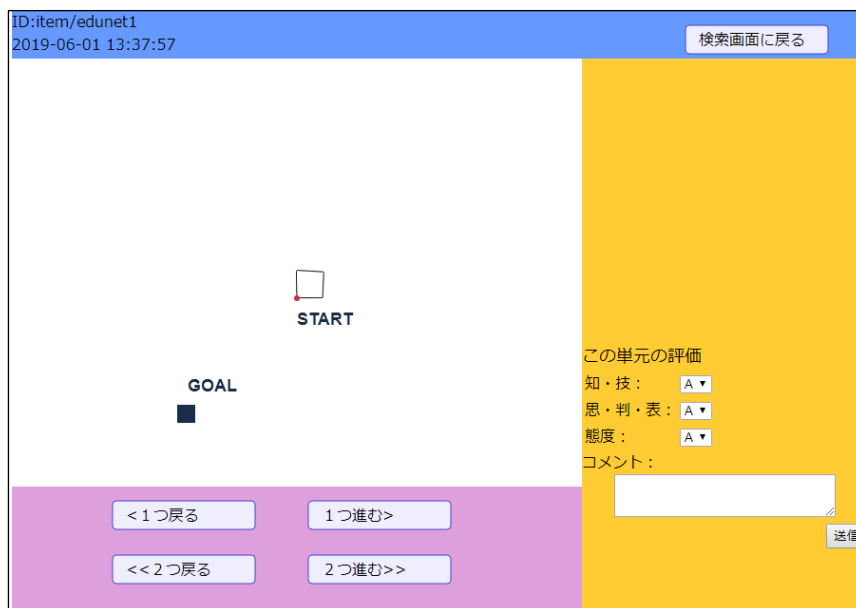 ID:item/edunet1
2019-06-01 13:37:57
検索画面に戻る
START
GOAL
この単元の評価
知・技： A
思・判・表： A
態度： A
コメント：
送信
<１つ戻る
１つ進む>
<<２つ戻る
２つ進む>>